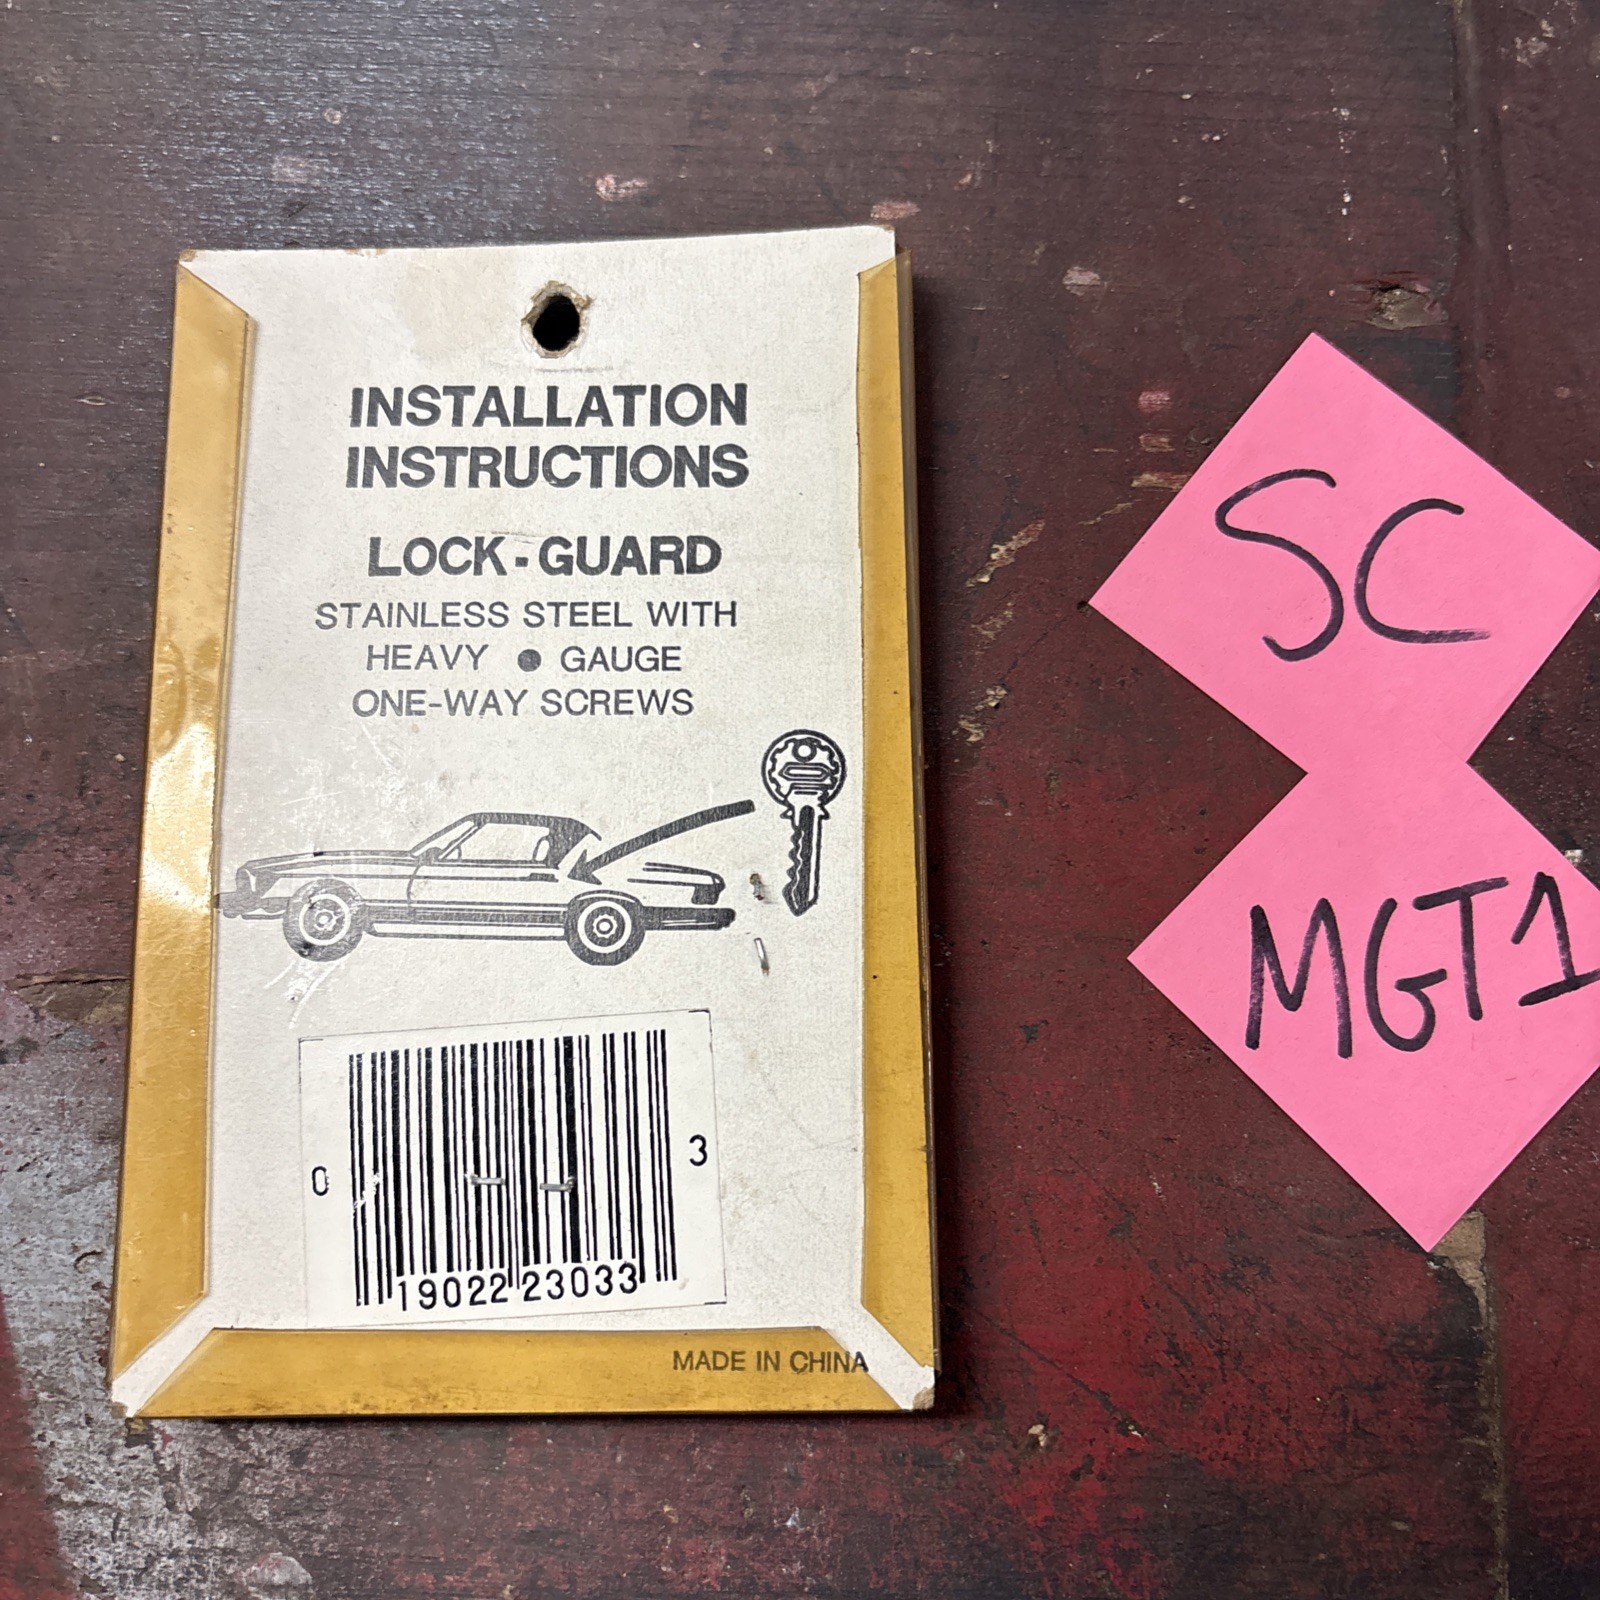 INSTALLATION
INSTRUCTIONS
LOCK-GUARD
STAINLESS STEEL WITH
HEAVY ● GAUGE
ONE-WAY SCREWS
0 19022 23033 3
MADE IN CHINA
SC
MGT1